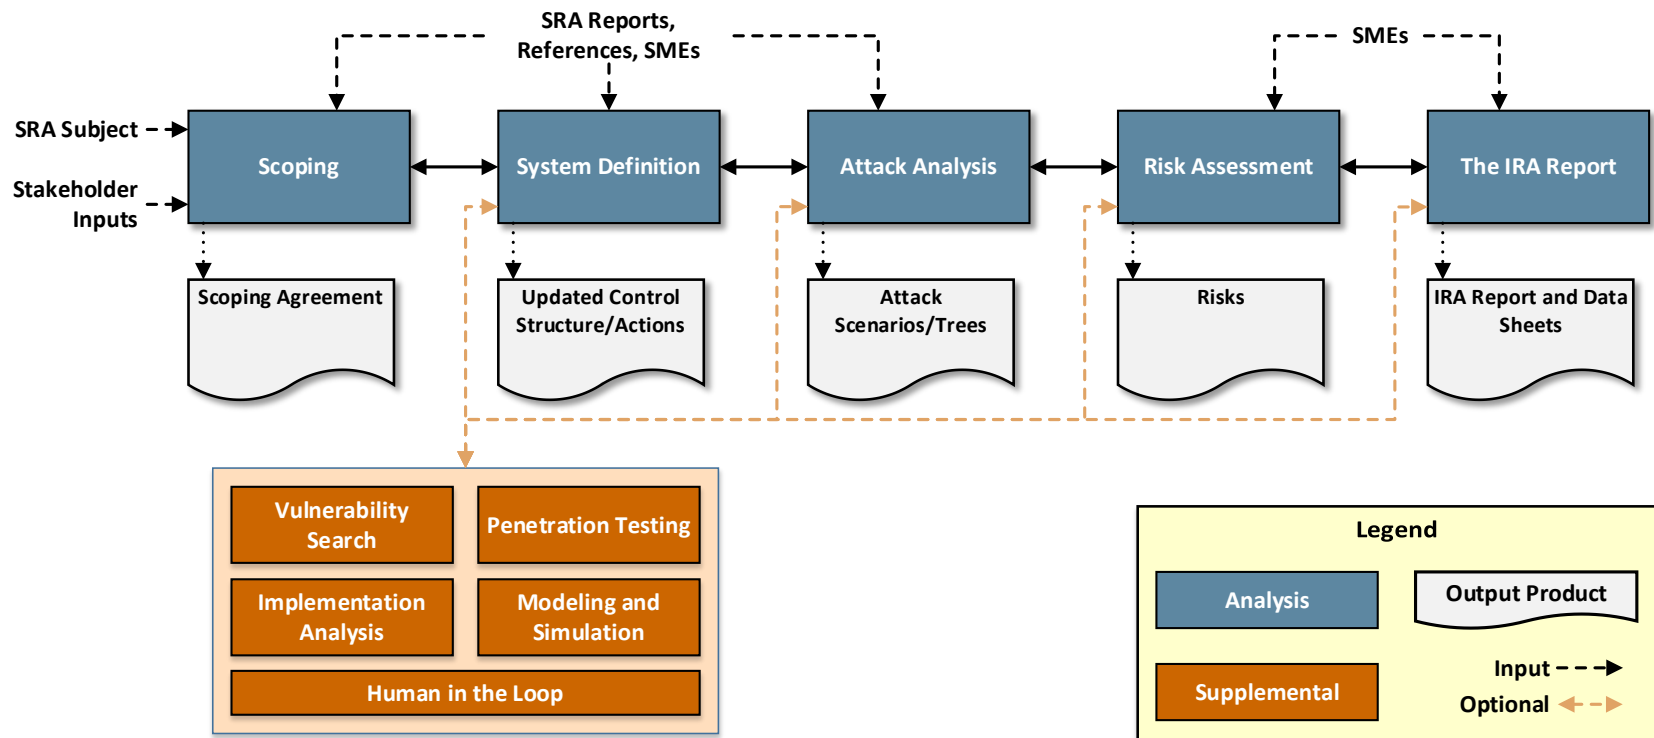 SRA Reports,
References, SMEs
SMEs
SRA Subject
Stakeholder
Inputs
Scoping
System Definition
Attack Analysis
Risk Assessment
The IRA Report
Scoping Agreement
Updated Control
Structure/Actions
Attack
Scenarios/Trees
Risks
IRA Report and Data
Sheets
Vulnerability
Search
Penetration Testing
Implementation
Analysis
Modeling and
Simulation
Human in the Loop
Legend
Analysis
Output Product
Supplemental
Input
Optional